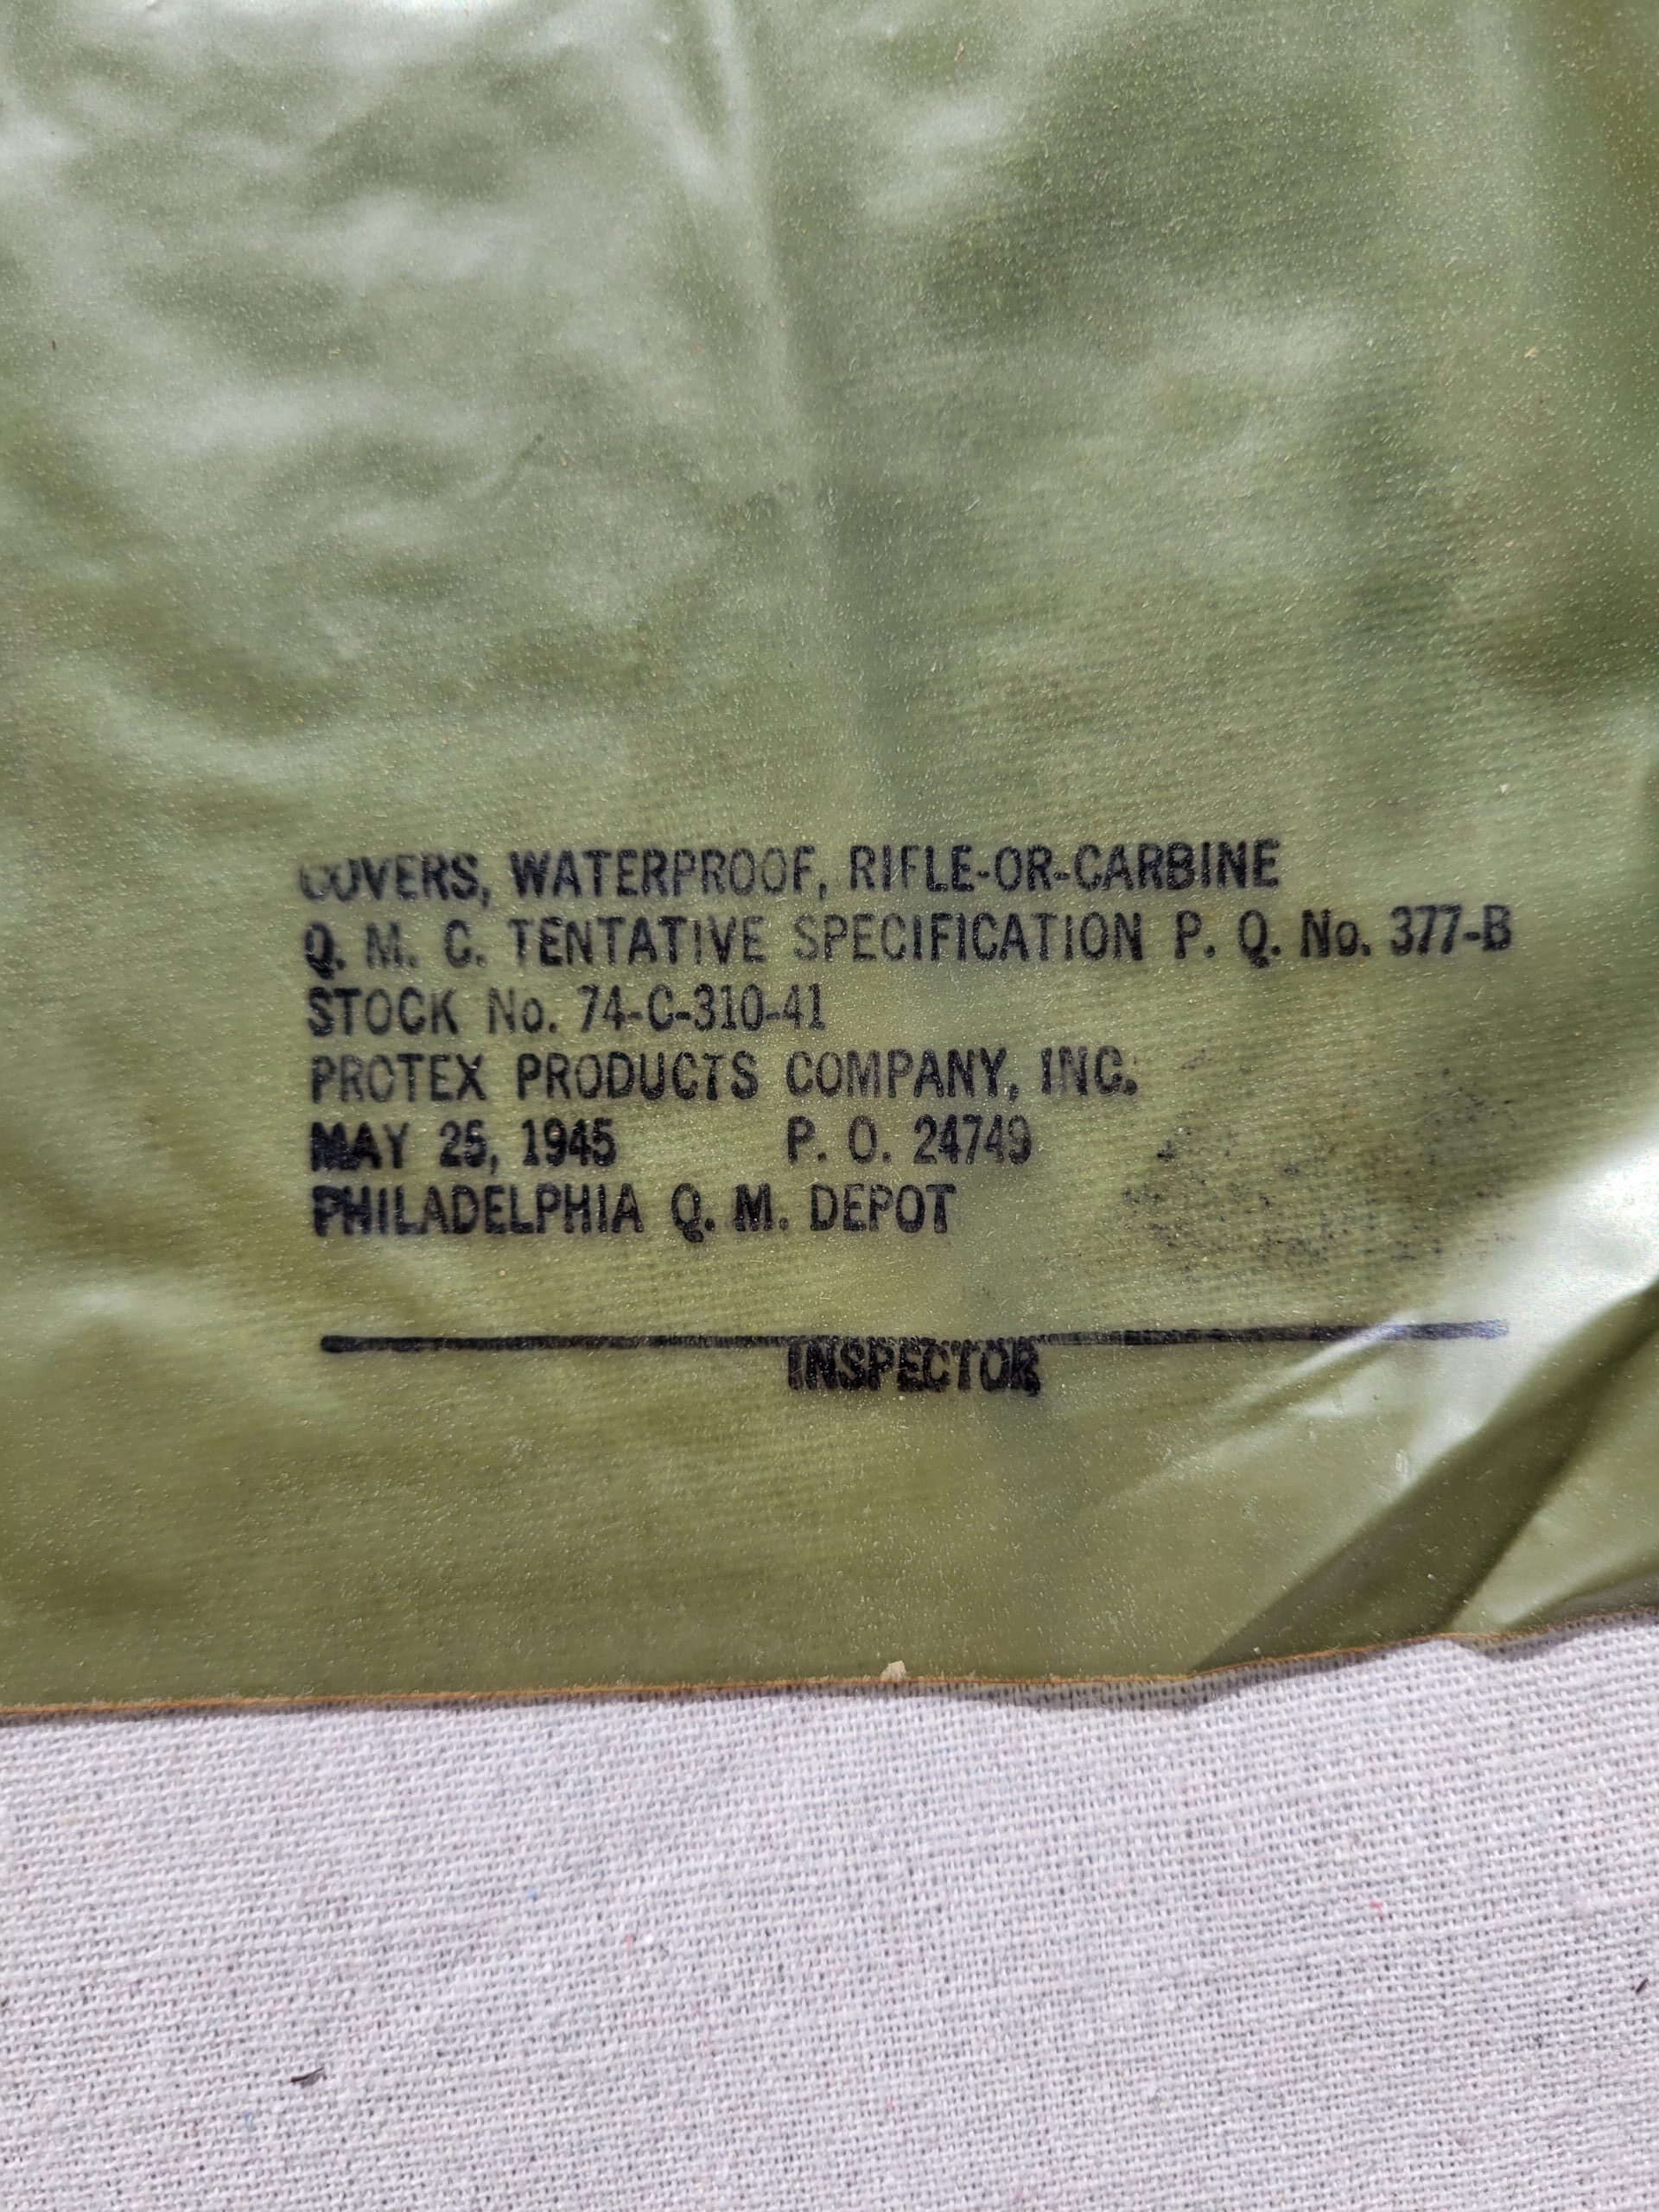 COVERS, WATERPROOF, RIFLE-OR-CARBINE
Q. M. C. TENTATIVE SPECIFICATION P. Q. No. 377-B
STOCK No. 74-C-310-41
PROTEX PRODUCTS COMPANY, INC.
MAY 25, 1945 P. O. 24749
PHILADELPHIA Q. M. DEPOT
INSPECTOR